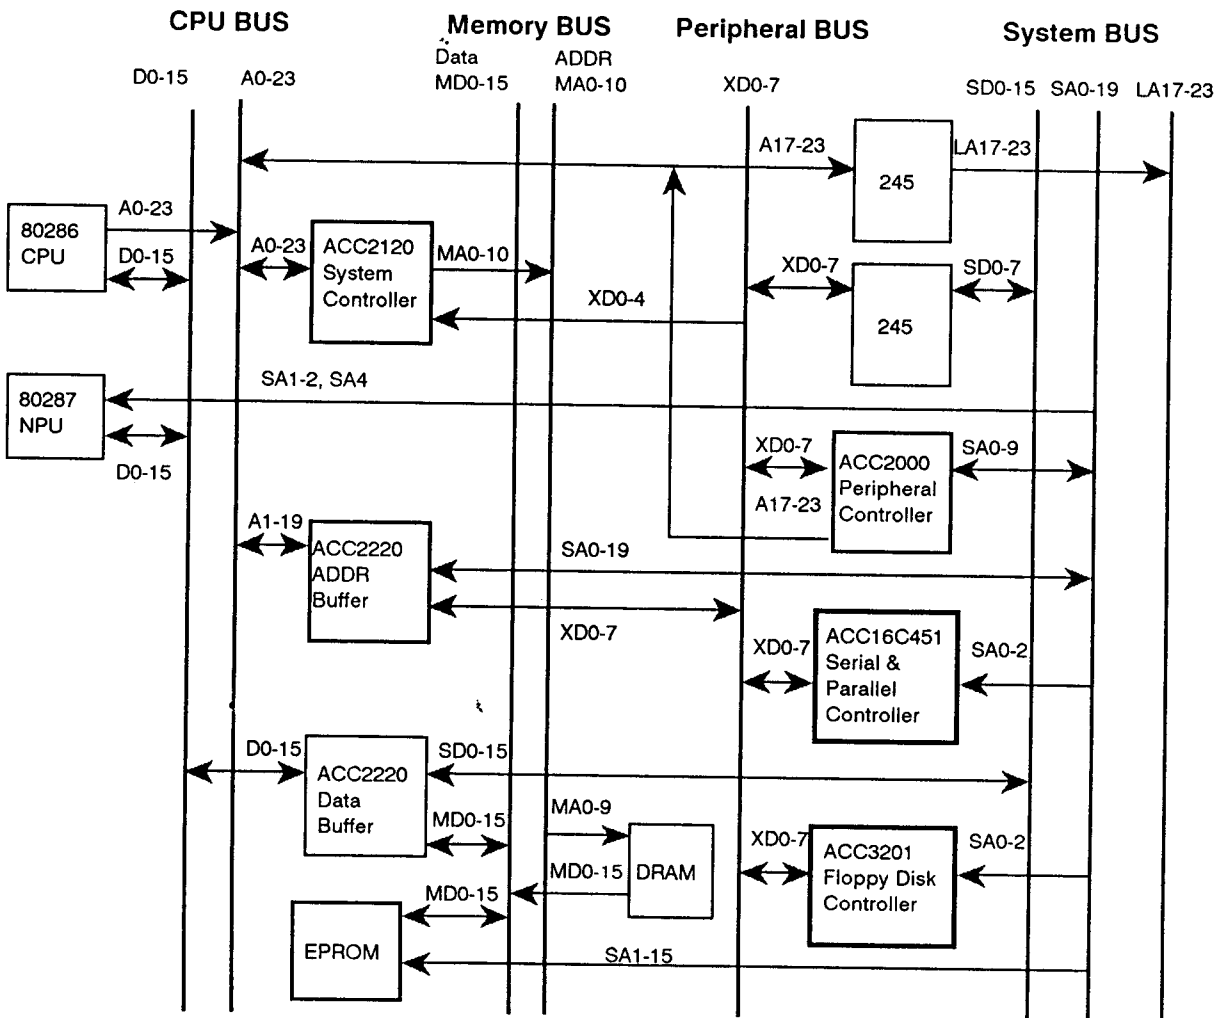 CPU BUS
Memory BUS
Peripheral BUS
System BUS
Data
ADDR
D0-15
A0-23
MD0-15
MA0-10
XD0-7
SD0-15
SA0-19
LA17-23
A17-23
LA17-23
245
A0-23
80286
CPU
D0-15
A0-23
ACC2120
System
Controller
MA0-10
XD0-7
SD0-7
XD0-4
245
SA1-2, SA4
80287
NPU
D0-15
XD0-7
ACC2000
Peripheral
Controller
SA0-9
A17-23
A1-19
ACC2220
ADDR
Buffer
SA0-19
XD0-7
XD0-7
ACC16C451
Serial &
Parallel
Controller
SA0-2
D0-15
ACC2220
Data
Buffer
SD0-15
MD0-15
MA0-9
MD0-15
DRAM
XD0-7
ACC3201
Floppy Disk
Controller
SA0-2
MD0-15
EPROM
SA1-15